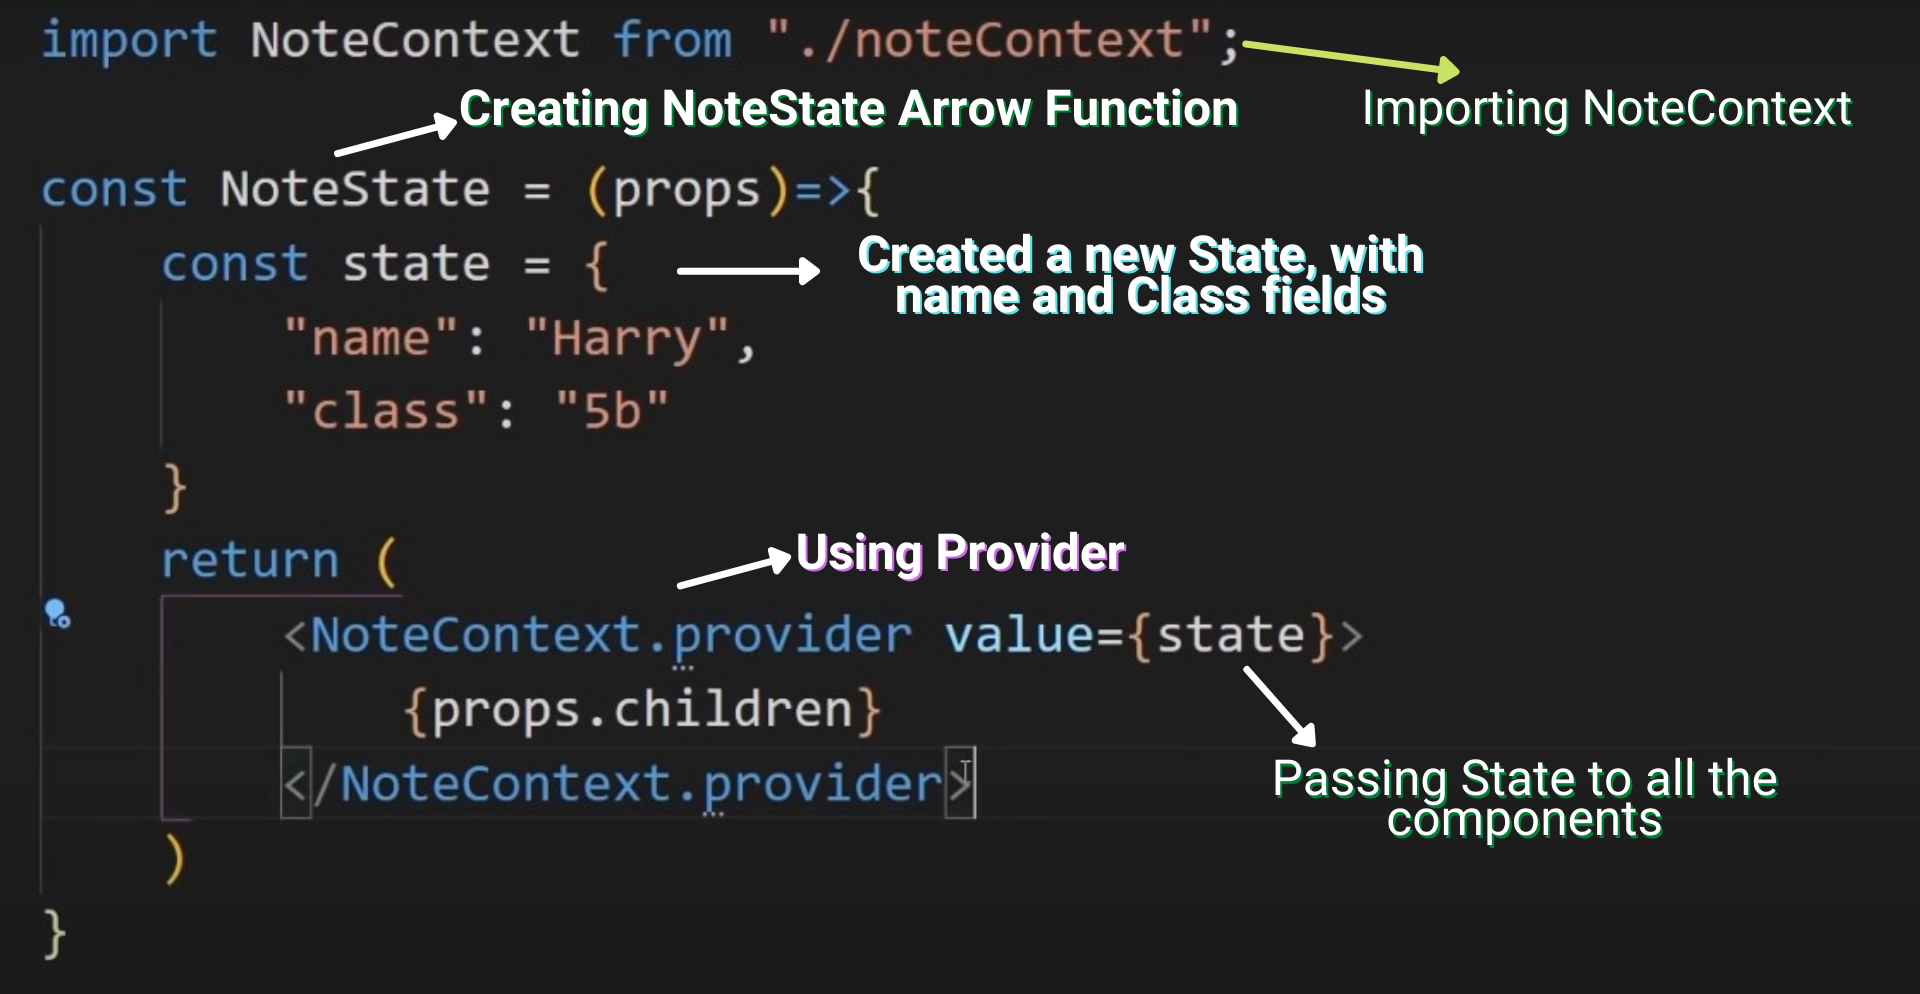 import NoteContext from "./noteContext";
Importing NoteContext
Creating NoteState Arrow Function
const NoteState = (props)=>{
const state = {
Created a new State, with
name and Class fields
"name": "Harry",
"class": "5b"
}
return (
Using Provider
<NoteContext.provider value={state}>
{props.children}
</NoteContext.provider>
Passing State to all the
components
)
}